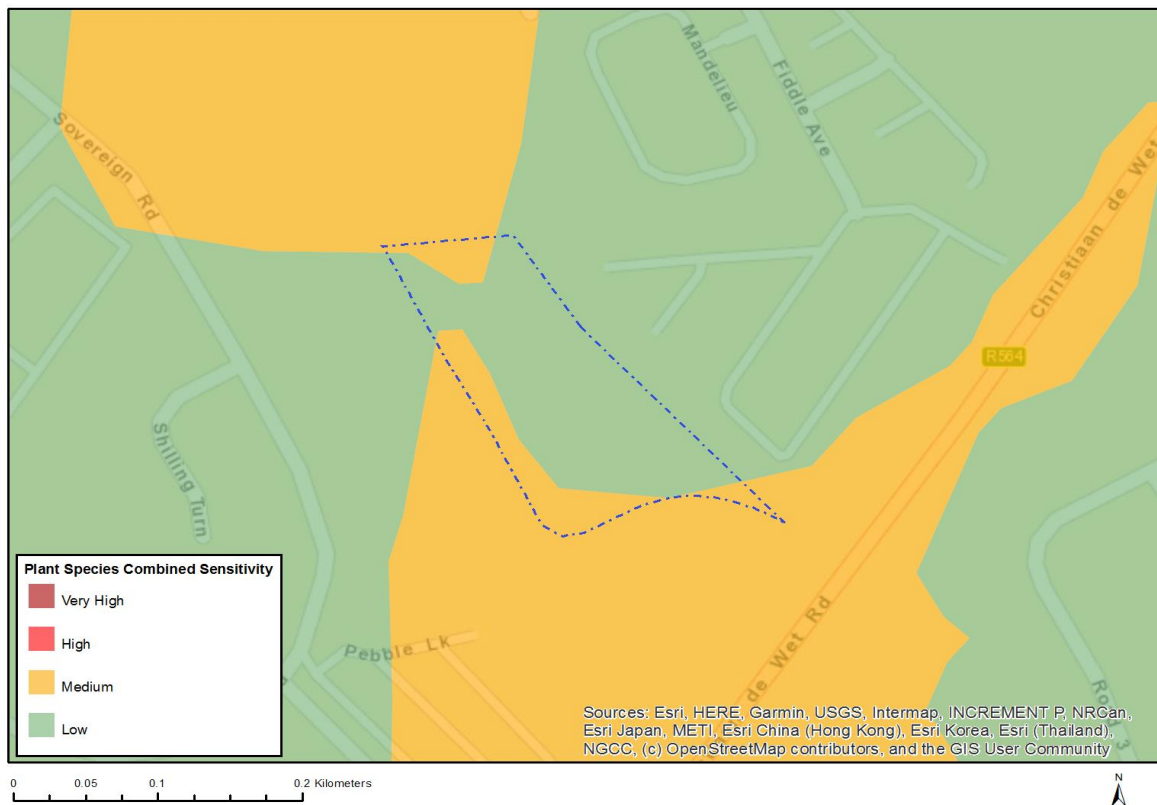 Mandelieu
Fiddle Ave
Sovereign Rd
Christiaan de Wet
R564
Shilling Turn
Plant Species Combined Sensitivity
Very High
High
Medium
Low
Pebble Lk
de Wet Rd
Road 3
Sources: Esri, HERE, Garmin, USGS, Intermap, INCREMENT P, NRCan,
Esri Japan, METI, Esri China (Hong Kong), Esri Korea, Esri (Thailand),
NGCC, (c) OpenStreetMap contributors, and the GIS User Community
0 0.05 0.1 0.2 Kilometers
N